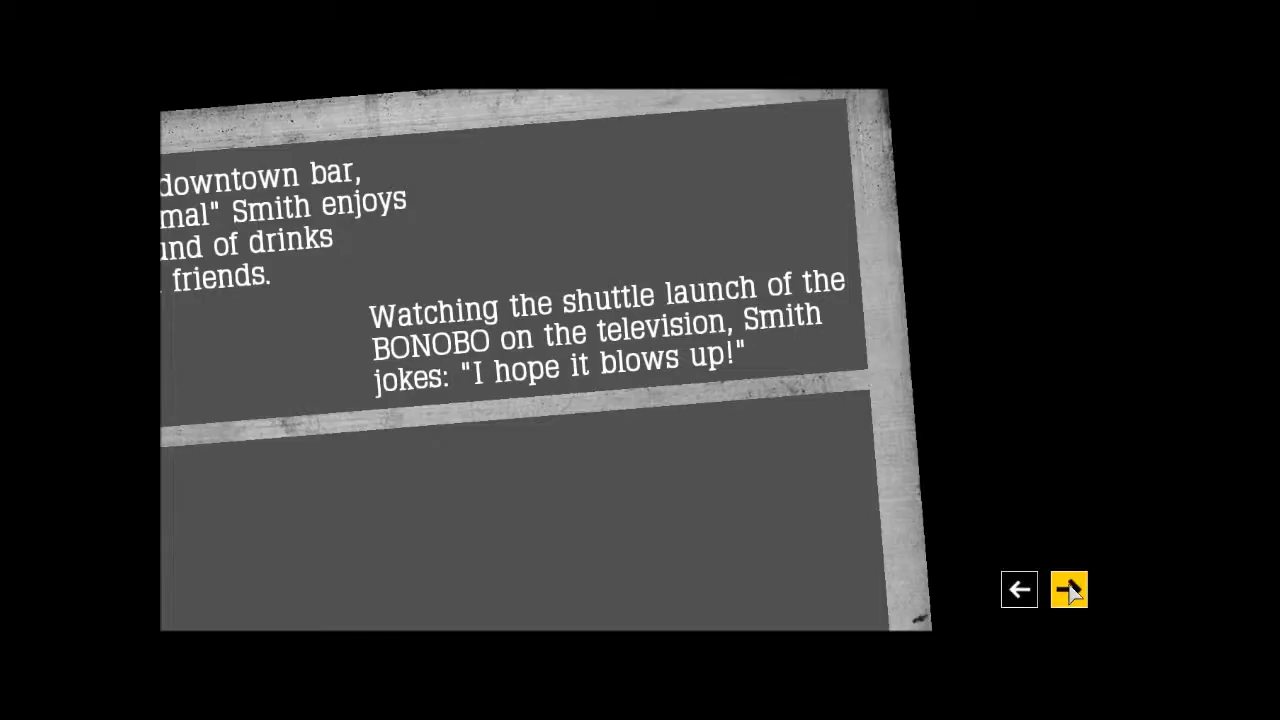 downtown bar,
mal" Smith enjoys
und of drinks
friends.
Watching the shuttle launch of the
BONOBO on the television, Smith
jokes: "I hope it blows up!"